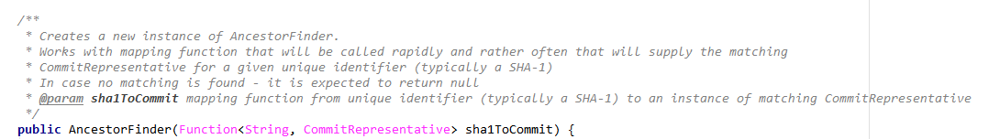 /**
 * Creates a new instance of AncestorFinder.
 * Works with mapping function that will be called rapidly and rather often that will supply the matching
 * CommitRepresentative for a given unique identifier (typically a SHA-1)
 * In case no matching is found - it is expected to return null
 * @param sha1ToCommit mapping function from unique identifier (typically a SHA-1) to an instance of matching CommitRepresentative
 */
public AncestorFinder(Function<String, CommitRepresentative> sha1ToCommit) {